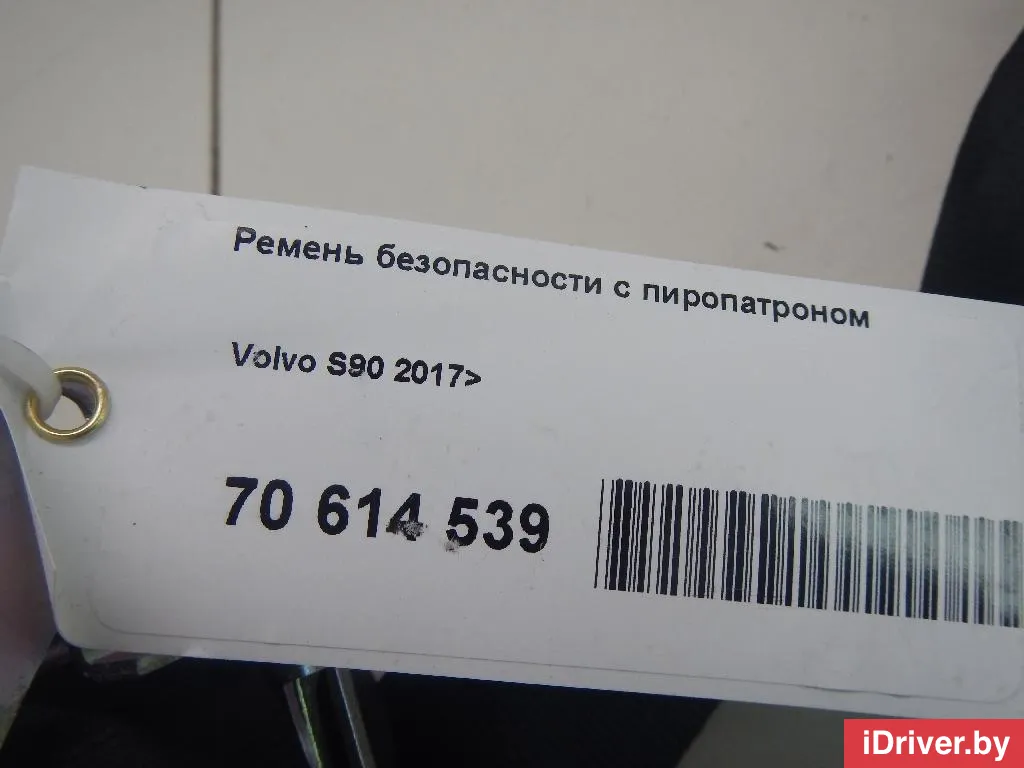 Ремень безопасности с пиропатроном
Volvo S90 2017>
70 614 539
iDriver.by